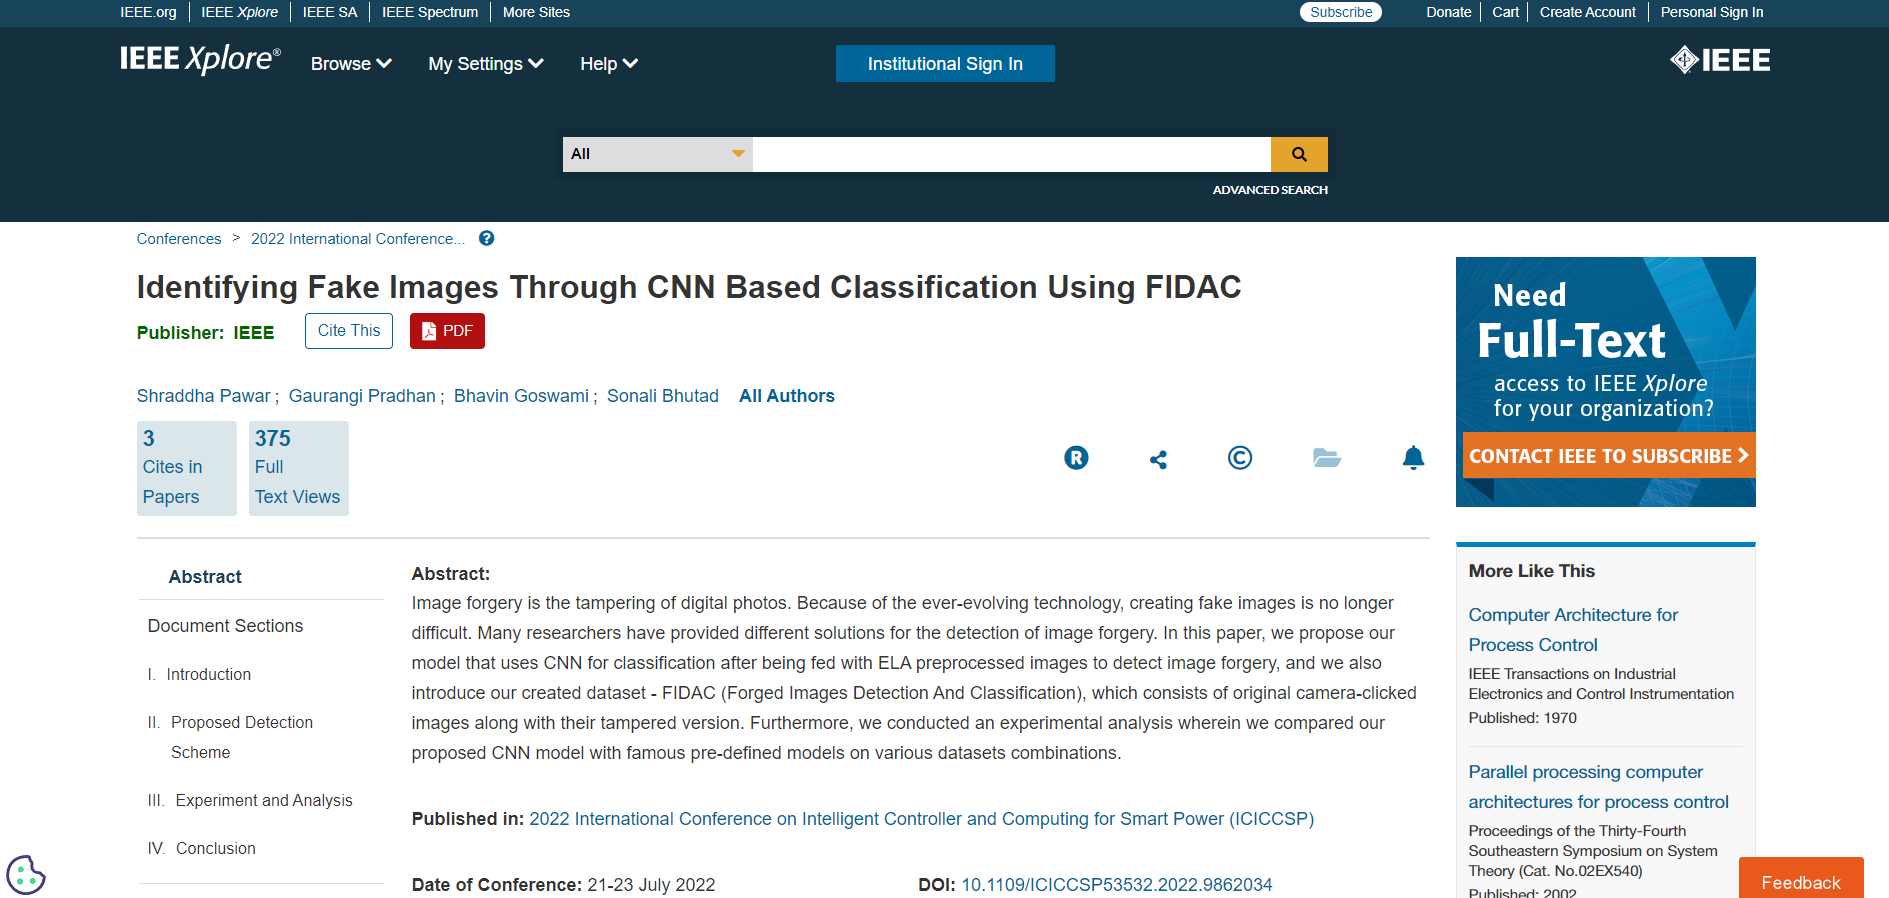 IEEE.org IEEE Xplore IEEE SA IEEE Spectrum More Sites Subscribe Donate Cart Create Account Personal Sign In
IEEE Xplore® Browse My Settings Help Institutional Sign In IEEE
All
ADVANCED SEARCH
Conferences > 2022 International Conference... ?
Identifying Fake Images Through CNN Based Classification Using FIDAC
Publisher: IEEE Cite This PDF
Shraddha Pawar ; Gaurangi Pradhan ; Bhavin Goswami ; Sonali Bhutad All Authors
3
Cites in
Papers
375
Full
Text Views
R ©
Abstract
Document Sections
I. Introduction
II. Proposed Detection
Scheme
III. Experiment and Analysis
IV. Conclusion
Abstract:
Image forgery is the tampering of digital photos. Because of the ever-evolving technology, creating fake images is no longer
difficult. Many researchers have provided different solutions for the detection of image forgery. In this paper, we propose our
model that uses CNN for classification after being fed with ELA preprocessed images to detect image forgery, and we also
introduce our created dataset - FIDAC (Forged Images Detection And Classification), which consists of original camera-clicked
images along with their tampered version. Furthermore, we conducted an experimental analysis wherein we compared our
proposed CNN model with famous pre-defined models on various datasets combinations.
Published in: 2022 International Conference on Intelligent Controller and Computing for Smart Power (ICICCSP)
Date of Conference: 21-23 July 2022 DOI: 10.1109/ICICCSP53532.2022.9862034
Need
Full-Text
access to IEEE Xplore
for your organization?
CONTACT IEEE TO SUBSCRIBE >
More Like This
Computer Architecture for
Process Control
IEEE Transactions on Industrial
Electronics and Control Instrumentation
Published: 1970
Parallel processing computer
architectures for process control
Proceedings of the Thirty-Fourth
Southeastern Symposium on System
Theory (Cat. No.02EX540)
Published: 2002
Feedback